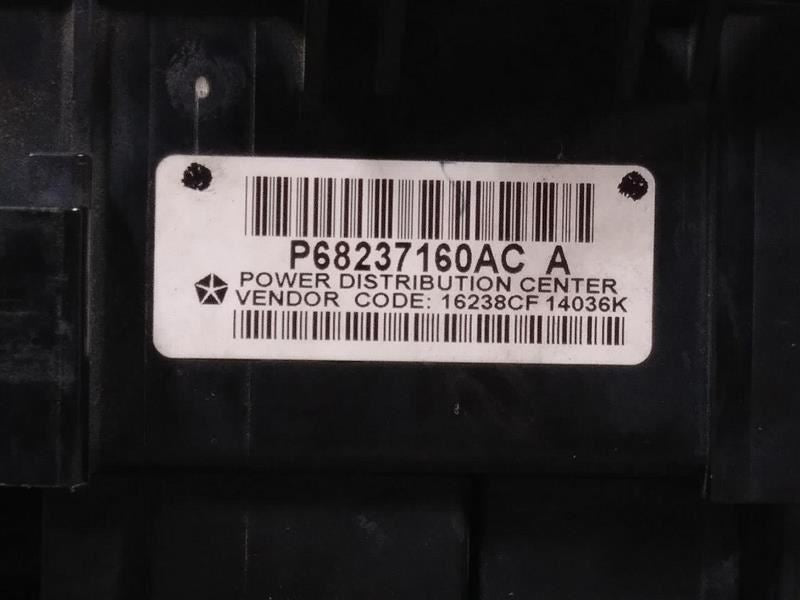 P68237160AC A
POWER DISTRIBUTION CENTER
VENDOR CODE: 16238CF 14036K